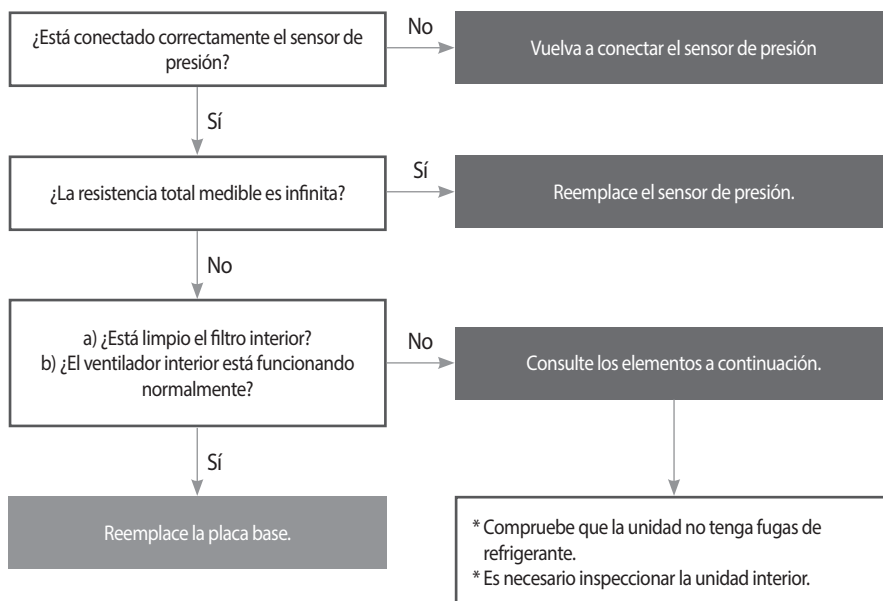 ¿Está conectado correctamente el sensor de
presión?
No
Vuelva a conectar el sensor de presión
Sí
¿La resistencia total medible es infinita?
Sí
Reemplace el sensor de presión.
No
a) ¿Está limpio el filtro interior?
b) ¿El ventilador interior está funcionando
normalmente?
No
Consulte los elementos a continuación.
Sí
Reemplace la placa base.
* Compruebe que la unidad no tenga fugas de
refrigerante.
* Es necesario inspeccionar la unidad interior.